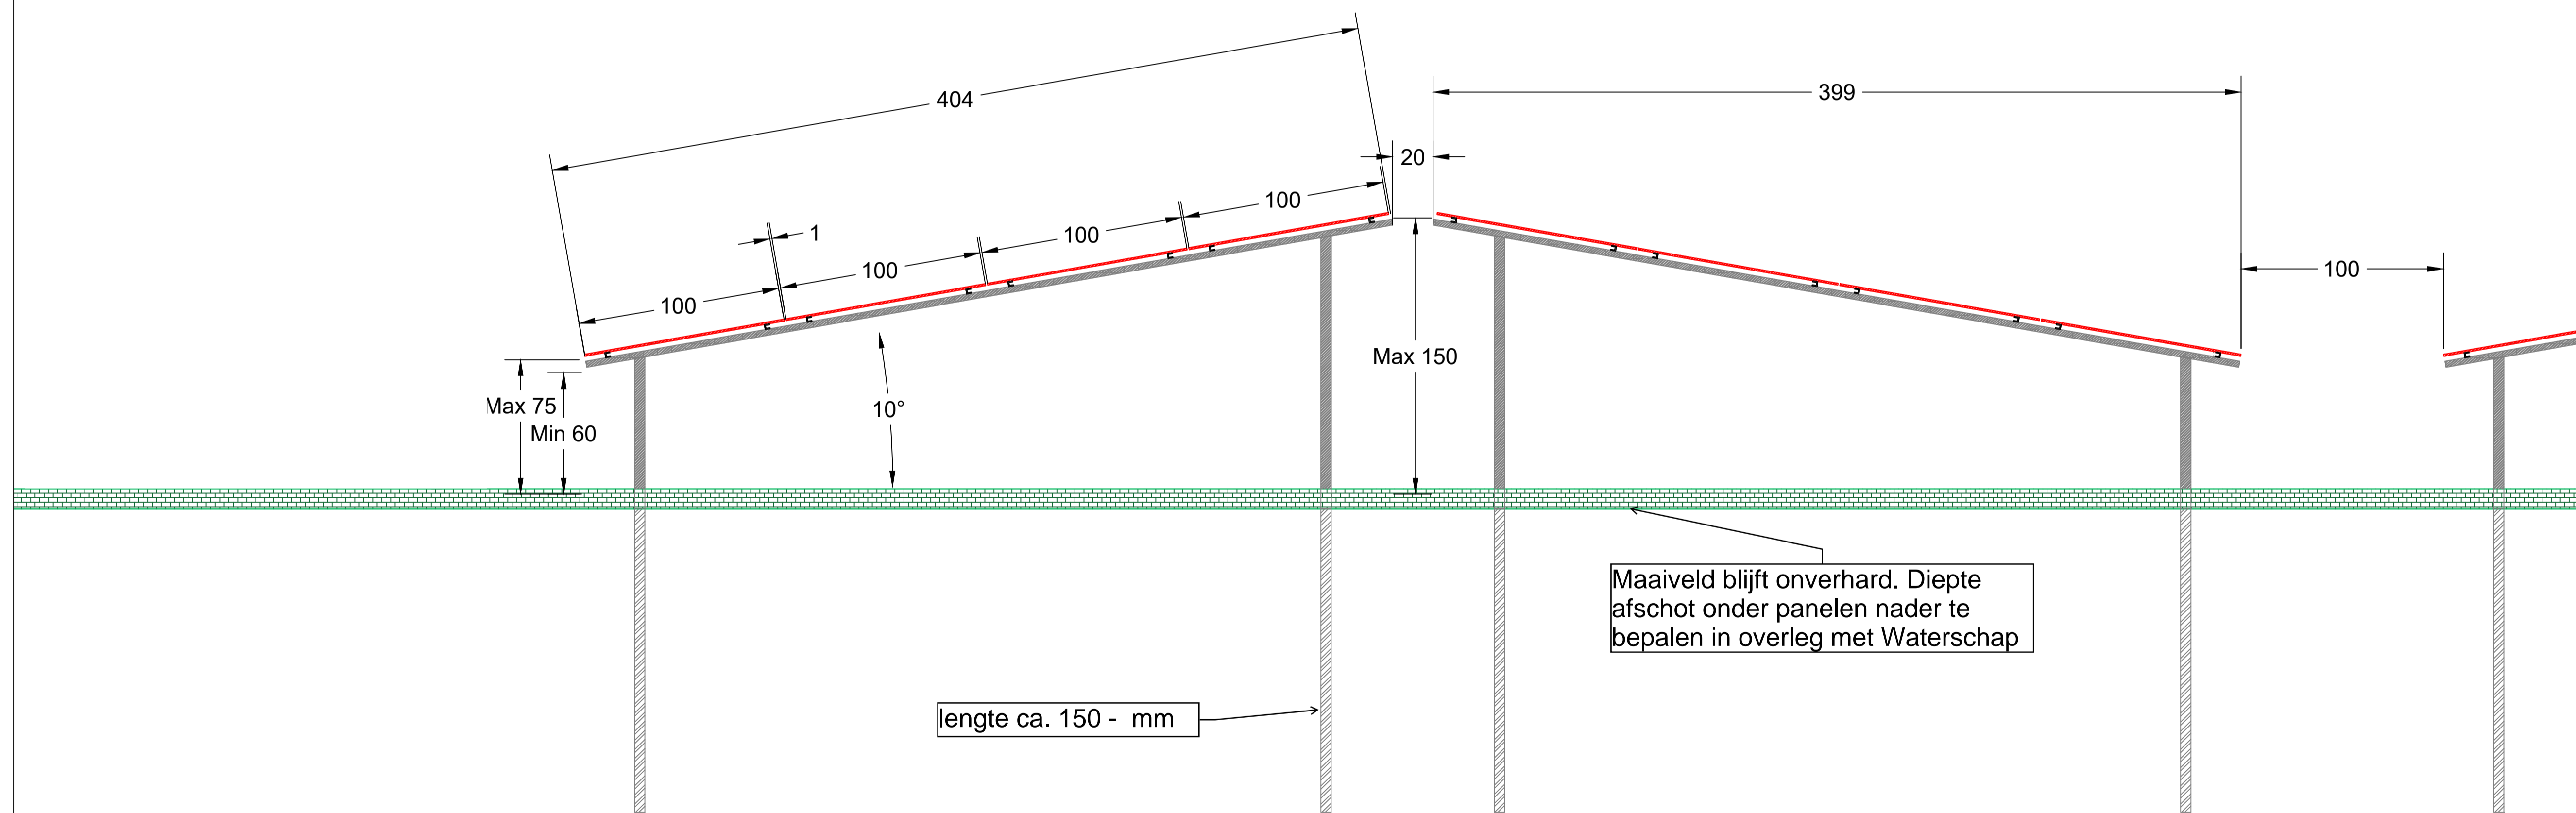 404
399
20
100
1
100
100
100
100
Max 150
Max 75
10°
Min 60
Maaiveld blijft onverhard. Diepte
afschot onder panelen nader te
bepalen in overleg met Waterschap
lengte ca. 150 -  mm